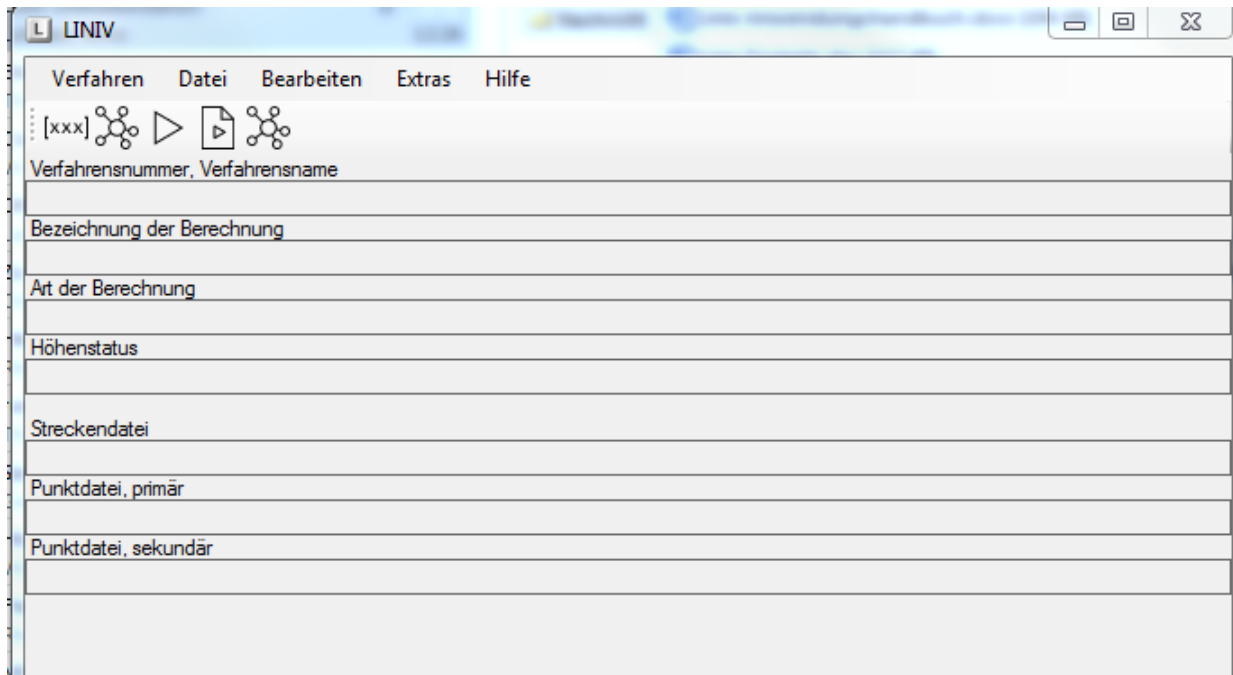 L LINIV
Verfahren Datei Bearbeiten Extras Hilfe
[xxx]
Verfahrensnummer, Verfahrensname
Bezeichnung der Berechnung
Art der Berechnung
Höhenstatus
Streckendatei
Punktdatei, primär
Punktdatei, sekundär